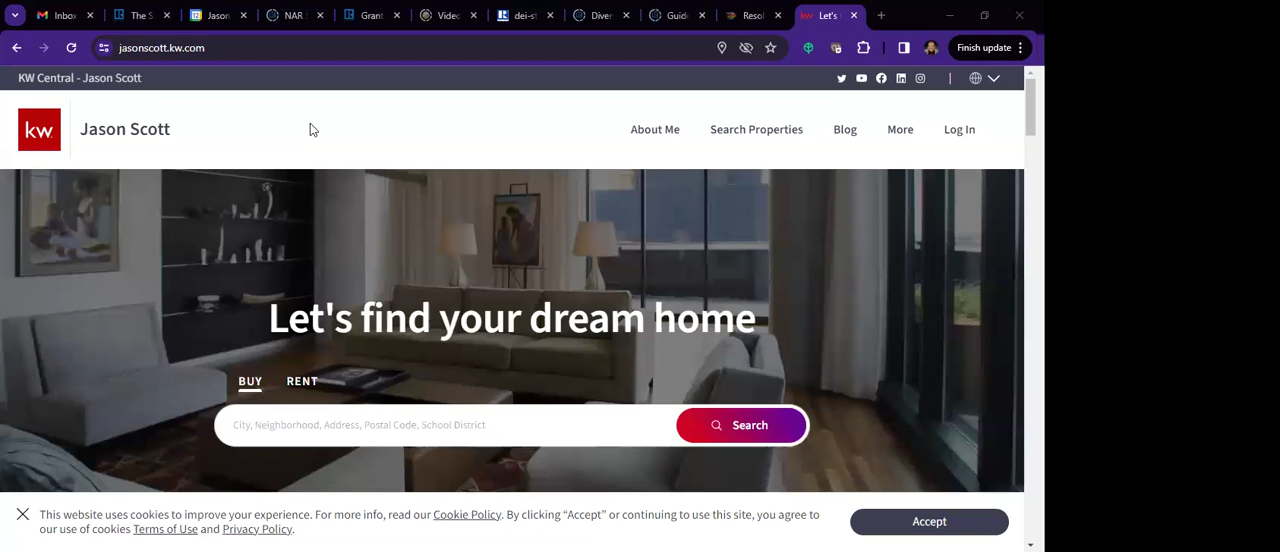 Inbox
The S
Jason
NAR
Grant
Video
dei-st
Diver
Guide
Resol
kw Let's
jasonscott.kw.com
Finish update
KW Central - Jason Scott
kw
Jason Scott
About Me
Search Properties
Blog
More
Log In
Let's find your dream home
BUY
RENT
City, Neighborhood, Address, Postal Code, School District
Search
This website uses cookies to improve your experience. For more info, read our Cookie Policy. By clicking “Accept” or continuing to use this site, you agree to
our use of cookies Terms of Use and Privacy Policy.
Accept